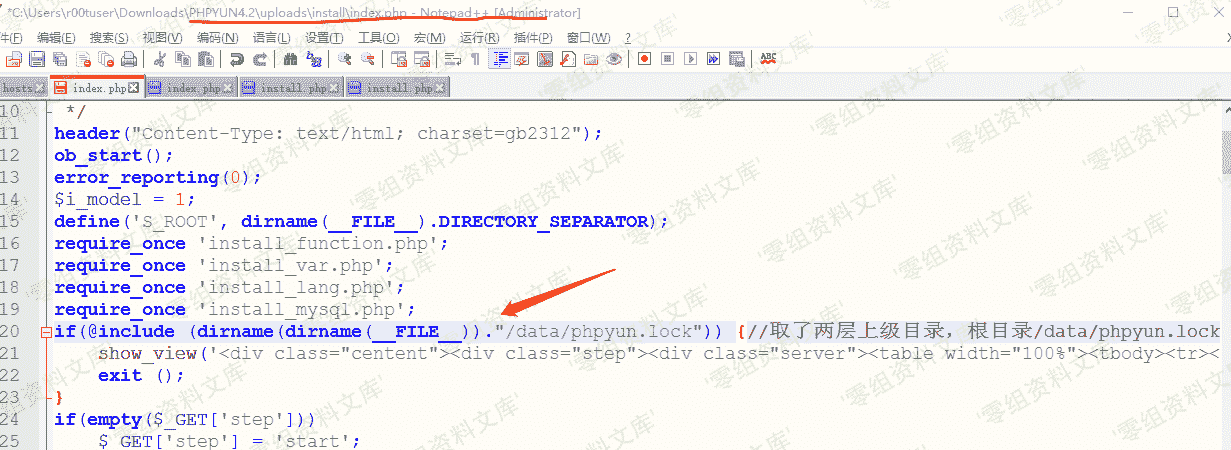 *C:\Users\r00tuser\Downloads\PHPYUN4.2\uploads\install\index.php - Notepad++ [Administrator]
件(F) 编辑(E) 搜索(S) 视图(V) 编码(N) 语言(L) 设置(T) 工具(O) 宏(M) 运行(R) 插件(P) 窗口(W) ?
hosts index.php index.php install.php install.php
10 */
11 header("Content-Type: text/html; charset=gb2312");
12 ob_start();
13 error_reporting(0);
14 $i_model = 1;
15 define('S_ROOT', dirname(__FILE__).DIRECTORY_SEPARATOR);
16 require_once 'install_function.php';
17 require_once 'install_var.php';
18 require_once 'install_lang.php';
19 require_once 'install_mysql.php';
20 if(@include (dirname(dirname(__FILE__))."/data/phpyun.lock")) {//取了两层上级目录，根目录/data/phpyun.lock
21 show_view('<div class="centent"><div class="step"><div class="server"><table width="100%"><tbody><tr><
22 exit ();
23 }
24 if(empty($_GET['step']))
25 $_GET['step'] = 'start';
'零组资料文库'